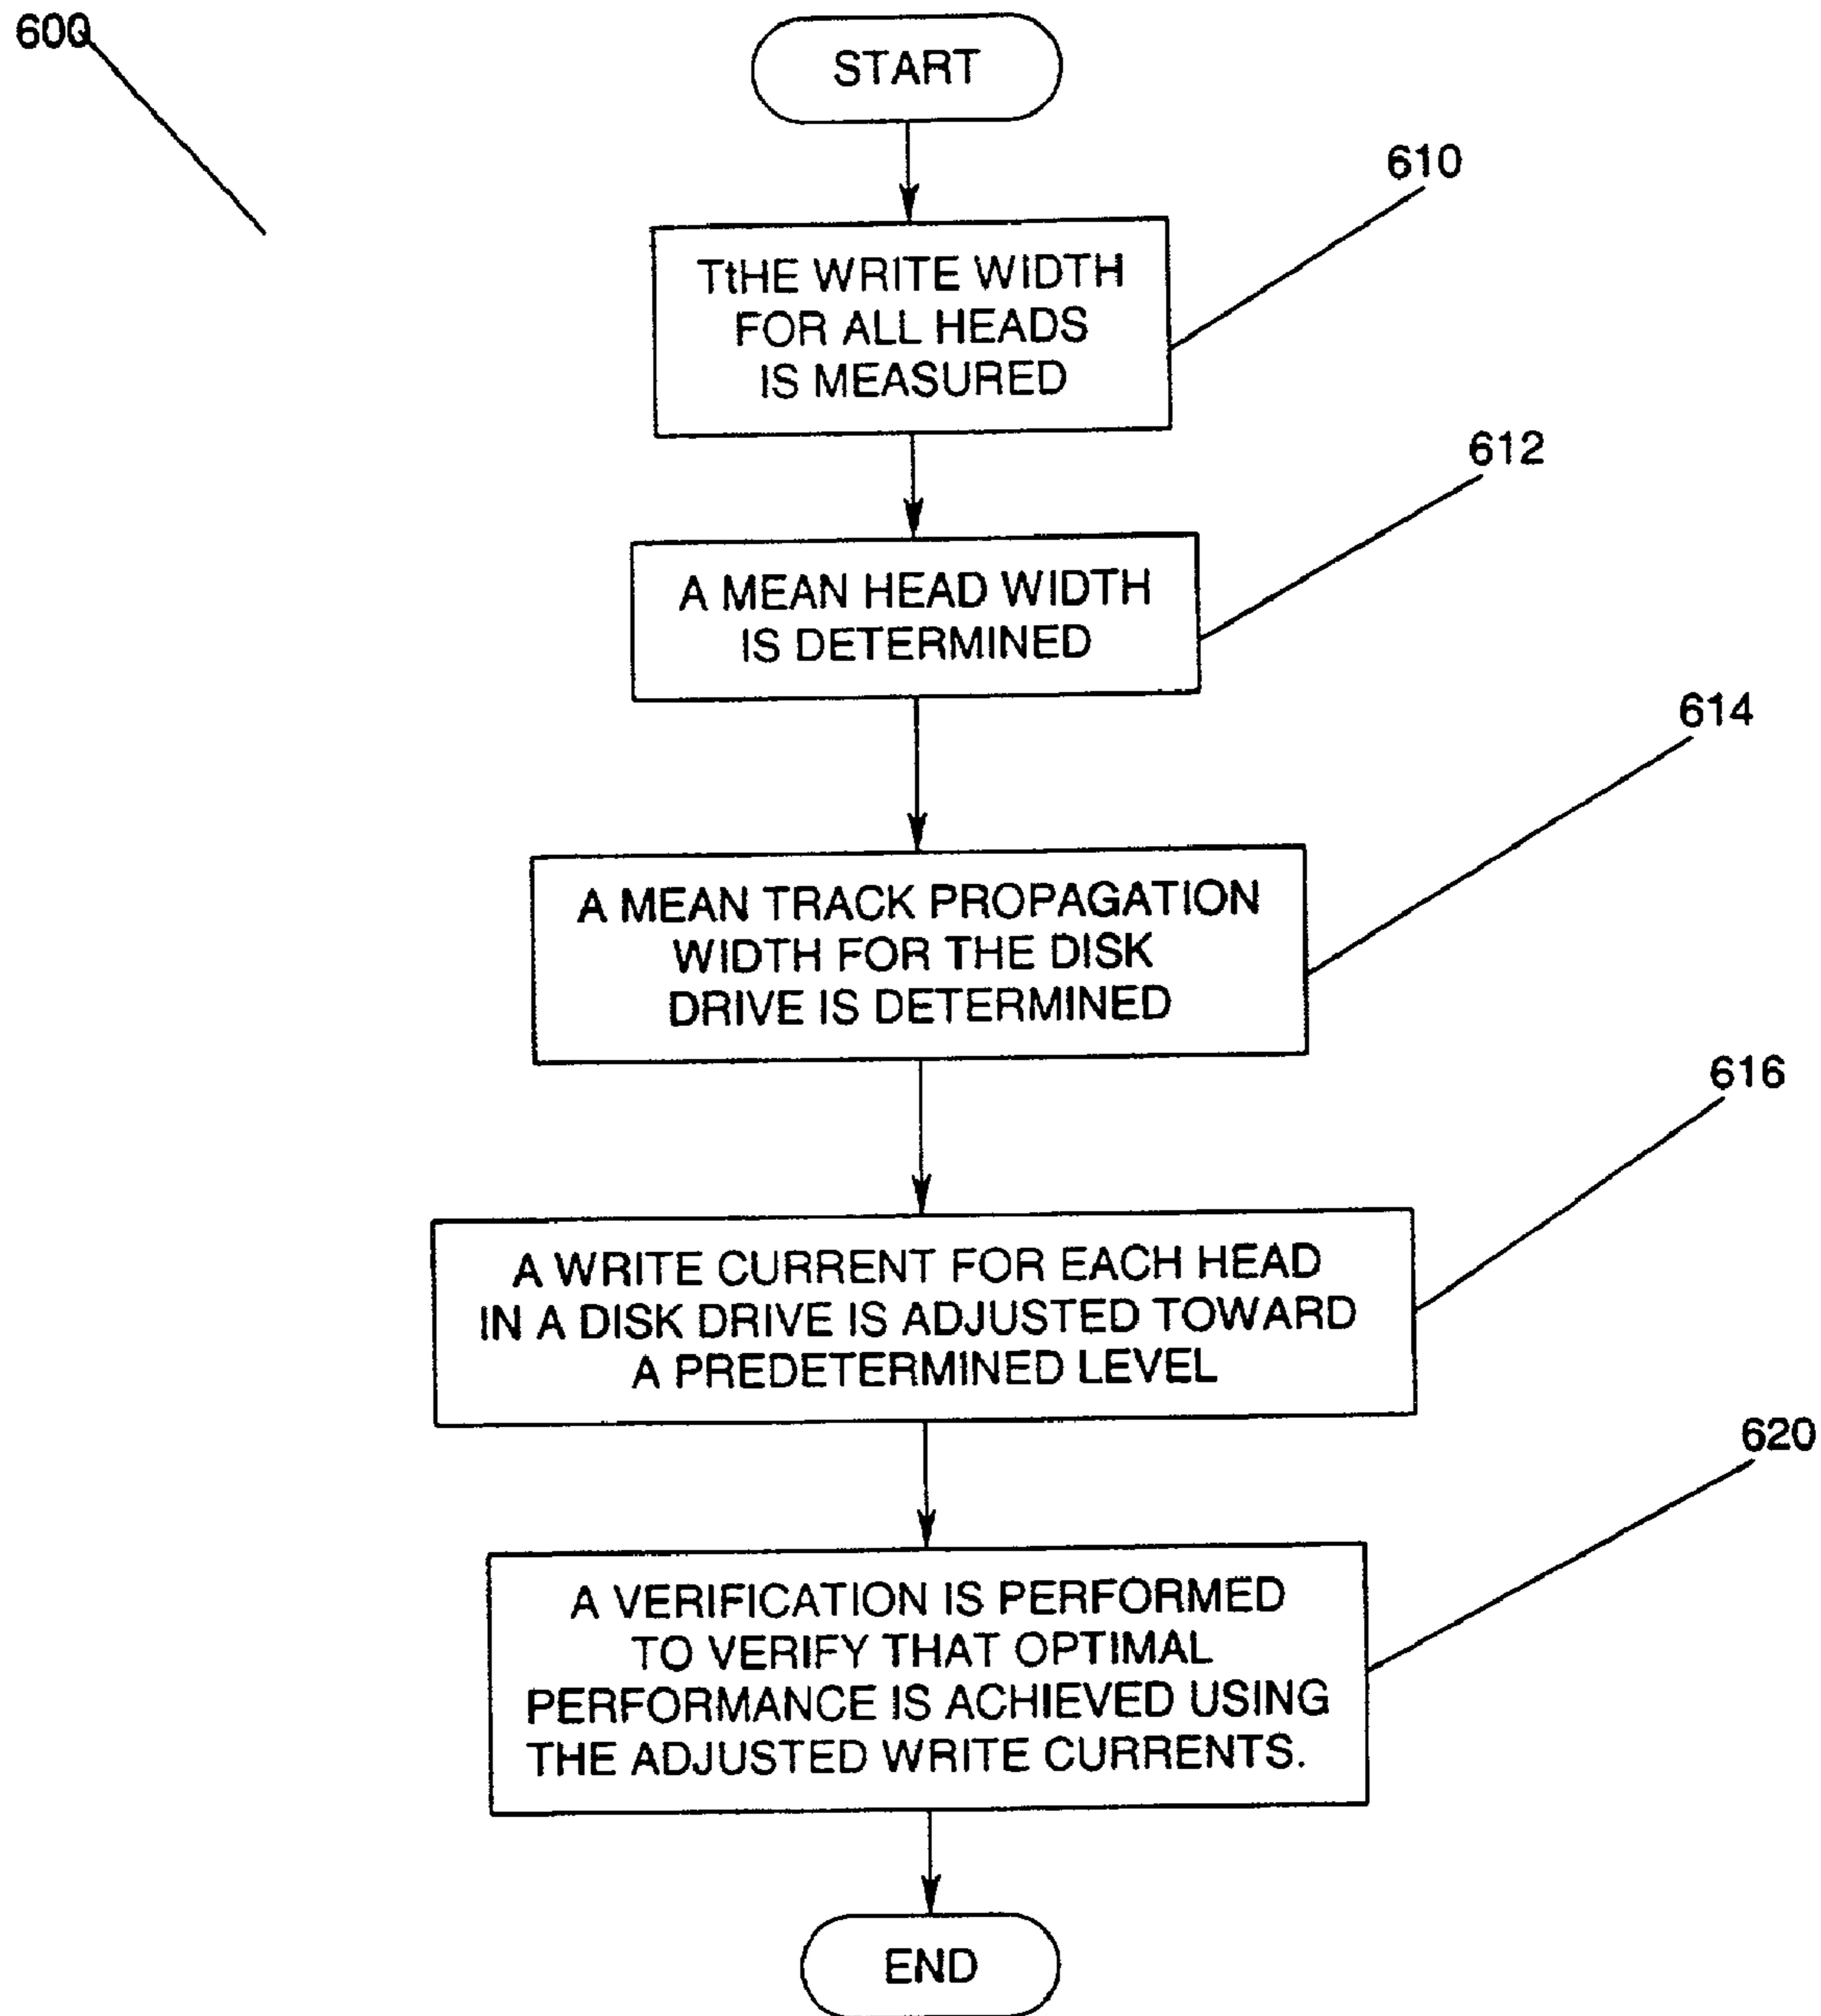 600
START
610
TtHE WRITE WIDTH
FOR ALL HEADS
IS MEASURED
612
A MEAN HEAD WIDTH
IS DETERMINED
614
A MEAN TRACK PROPAGATION
WIDTH FOR THE DISK
DRIVE IS DETERMINED
616
A WRITE CURRENT FOR EACH HEAD
IN A DISK DRIVE IS ADJUSTED TOWARD
A PREDETERMINED LEVEL
620
A VERIFICATION IS PERFORMED
TO VERIFY THAT OPTIMAL
PERFORMANCE IS ACHIEVED USING
THE ADJUSTED WRITE CURRENTS.
END